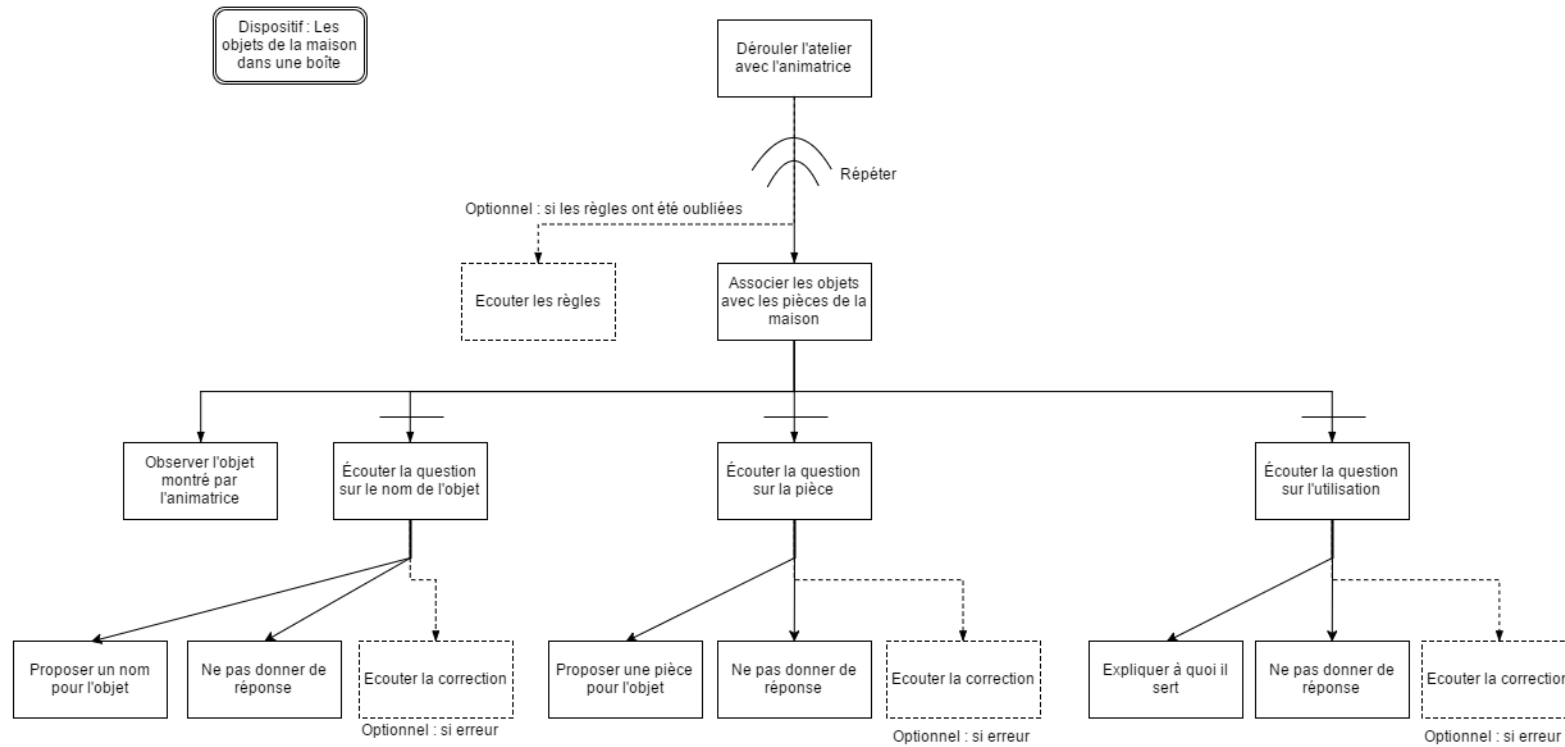 Dispositif : Les
objets de la maison
dans une boîte
Dérouler l'atelier
avec l'animatrice
Répéter
Optionnel : si les règles ont été oubliées
Ecouter les règles
Associer les objets
avec les pièces de la
maison
Observer l'objet
montré par
l'animatrice
Écouter la question
sur le nom de l'objet
Écouter la question
sur la pièce
Écouter la question
sur l'utilisation
Proposer un nom
pour l'objet
Ne pas donner de
réponse
Ecouter la correction
Optionnel : si erreur
Proposer une pièce
pour l'objet
Ne pas donner de
réponse
Ecouter la correction
Optionnel : si erreur
Expliquer à quoi il
sert
Ne pas donner de
réponse
Ecouter la correction
Optionnel : si erreur